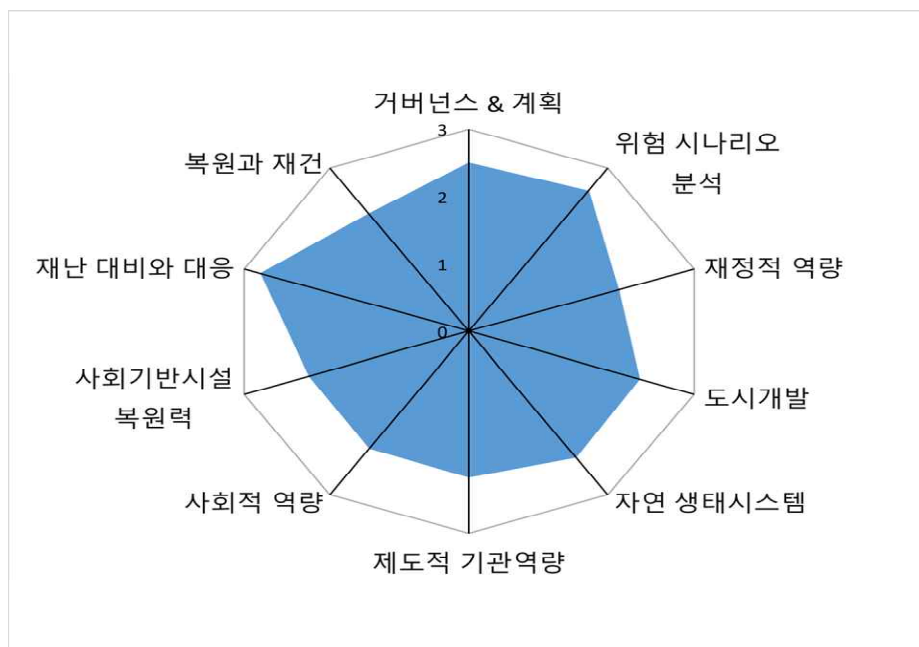 거버넌스 & 계획
3
위험 시나리오
분석
복원과 재건
2
재난 대비와 대응
1
재정적 역량
0
사회기반시설
복원력
도시개발
사회적 역량
자연 생태시스템
제도적 기관역량